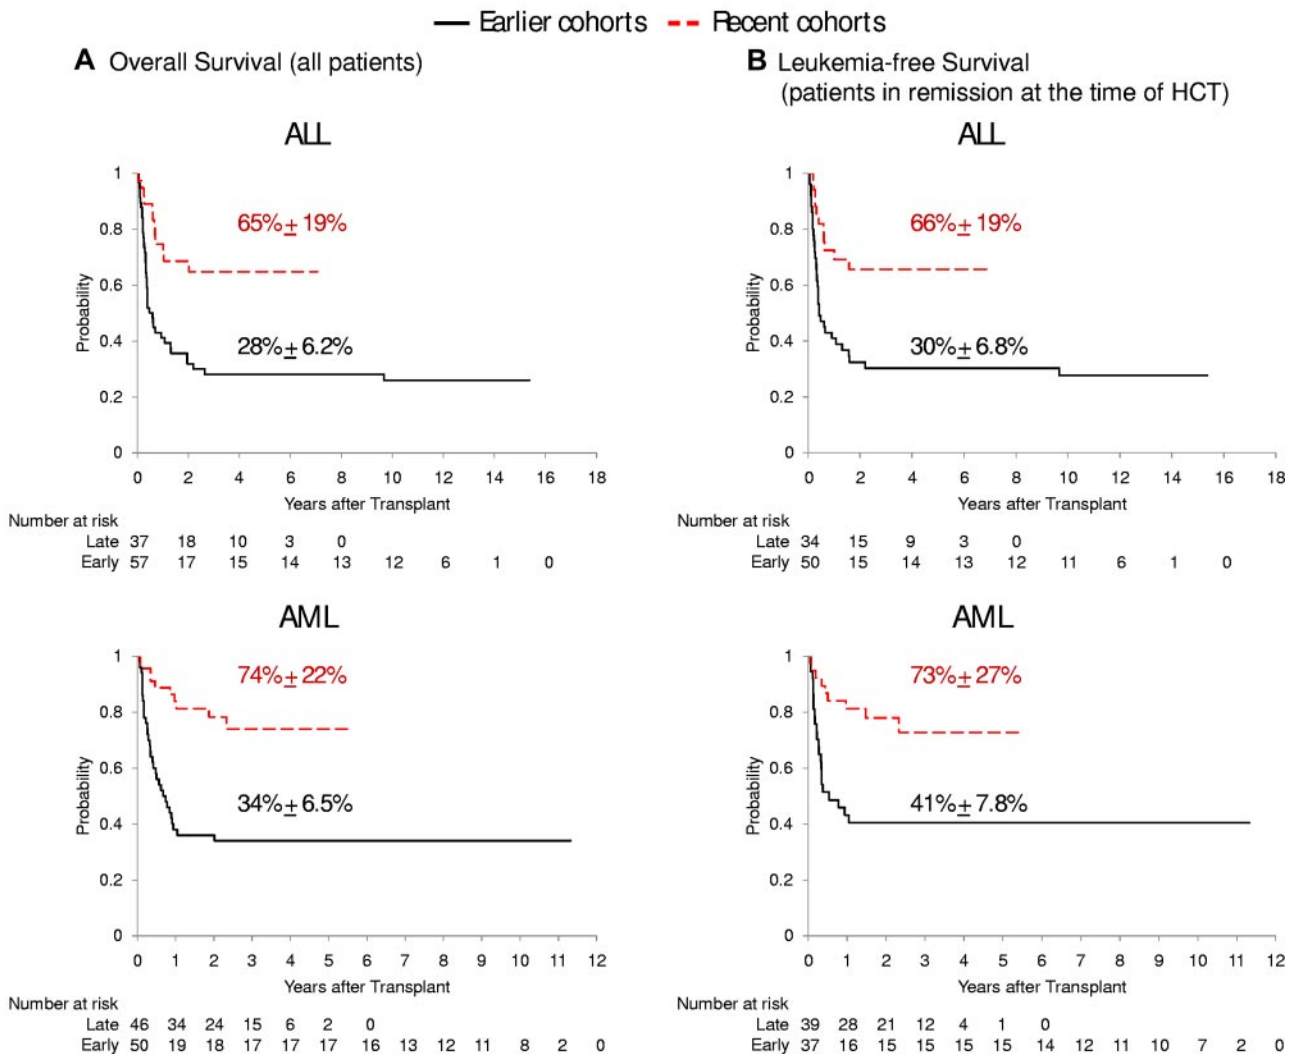 Earlier cohorts Recent cohorts
A Overall Survival (all patients)
B Leukemia-free Survival
(patients in remission at the time of HCT)
ALL
1
0.8
0.6
0.4
0.2
0
Probability
65% ± 19%
28% ± 6.2%
0 2 4 6 8 10 12 14 16 18
Years after Transplant
Number at risk
Late 37 18 10 3 0
Early 57 17 15 14 13 12 6 1 0
ALL
1
0.8
0.6
0.4
0.2
0
Probability
66% ± 19%
30% ± 6.8%
0 2 4 6 8 10 12 14 16 18
Years after Transplant
Number at risk
Late 34 15 9 3 0
Early 50 15 14 13 12 11 6 1 0
AML
1
0.8
0.6
0.4
0.2
0
Probability
74% ± 22%
34% ± 6.5%
0 1 2 3 4 5 6 7 8 9 10 11 12
Years after Transplant
Number at risk
Late 46 34 24 15 6 2 0
Early 50 19 18 17 17 17 16 13 12 11 8 2 0
AML
1
0.8
0.6
0.4
0.2
0
Probability
73% ± 27%
41% ± 7.8%
0 1 2 3 4 5 6 7 8 9 10 11 12
Years after Transplant
Number at risk
Late 39 28 21 12 4 1 0
Early 37 16 15 15 15 15 14 12 11 10 7 2 0